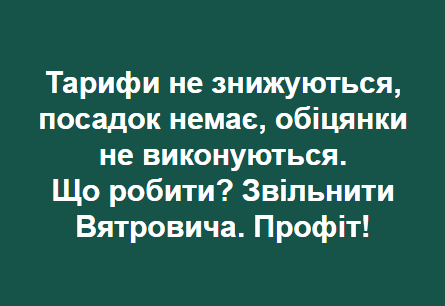 Тарифи не знижуються,
посадок немає, обіцянки
не виконуються.
Що робити? Звільнити
Вятровича. Профіт!